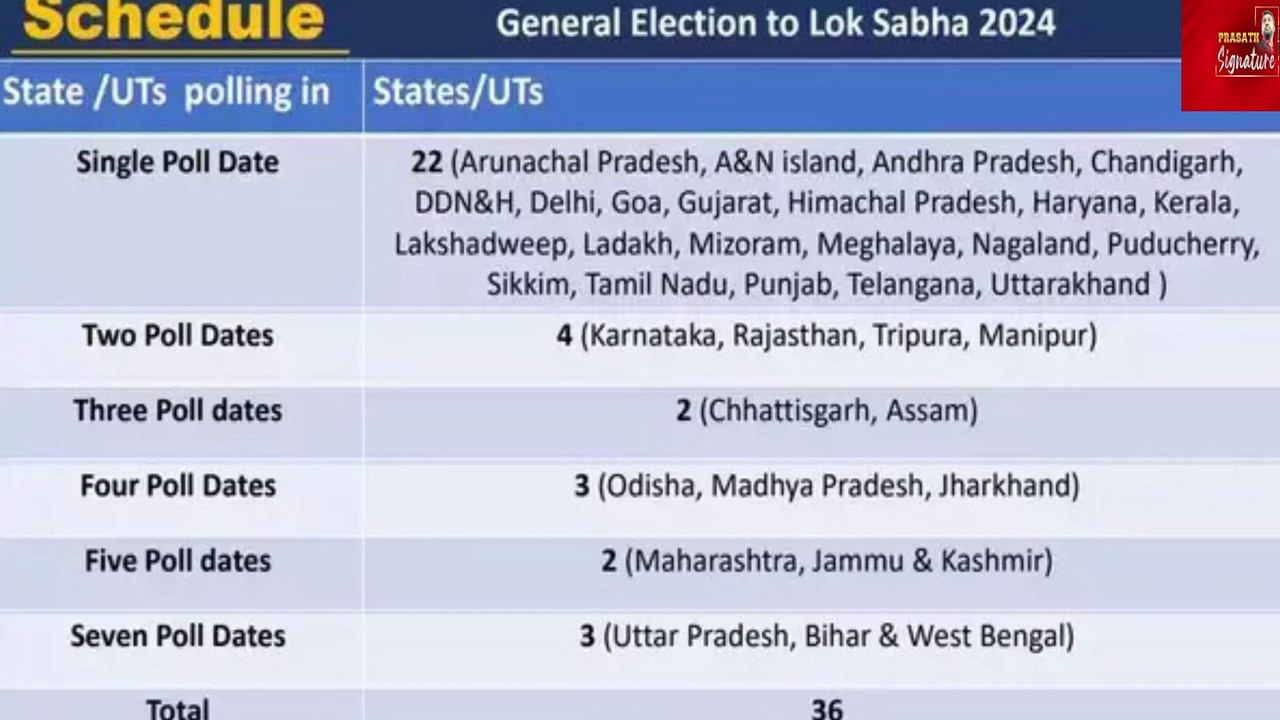 Schedule
General Election to Lok Sabha 2024
PRASATH
Signature
State /UTs polling in
States/UTs
Single Poll Date
22 (Arunachal Pradesh, A&N island, Andhra Pradesh, Chandigarh,
DDN&H, Delhi, Goa, Gujarat, Himachal Pradesh, Haryana, Kerala,
Lakshadweep, Ladakh, Mizoram, Meghalaya, Nagaland, Puducherry,
Sikkim, Tamil Nadu, Punjab, Telangana, Uttarakhand )
Two Poll Dates
4 (Karnataka, Rajasthan, Tripura, Manipur)
Three Poll dates
2 (Chhattisgarh, Assam)
Four Poll Dates
3 (Odisha, Madhya Pradesh, Jharkhand)
Five Poll dates
2 (Maharashtra, Jammu & Kashmir)
Seven Poll Dates
3 (Uttar Pradesh, Bihar & West Bengal)
Total
36